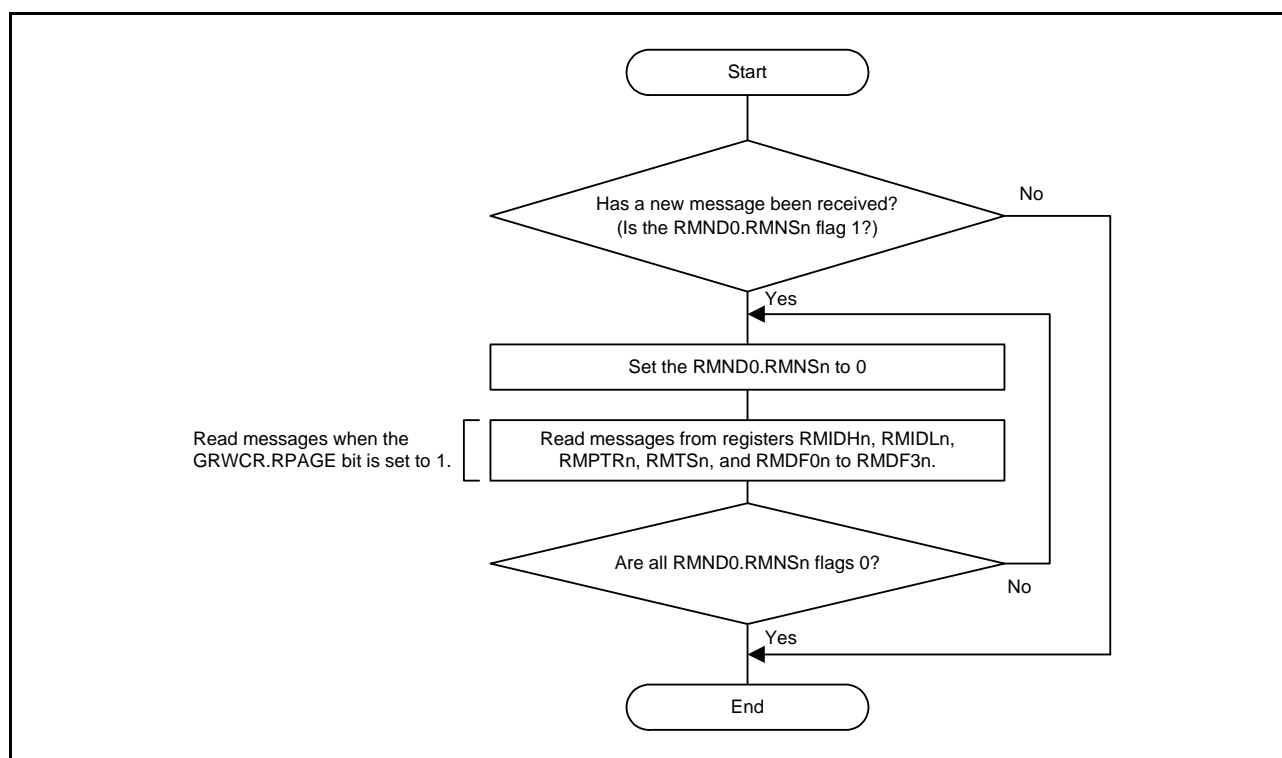 Start
Has a new message been received?
(Is the RMND0.RMNSn flag 1?)
No
Yes
Set the RMND0.RMNSn to 0
Read messages when the
GRWCR.RPAGE bit is set to 1.
Read messages from registers RMIDHn, RMIDLn,
RMPTRn, RMTSn, and RMDF0n to RMDF3n.
Are all RMND0.RMNSn flags 0?
No
Yes
End